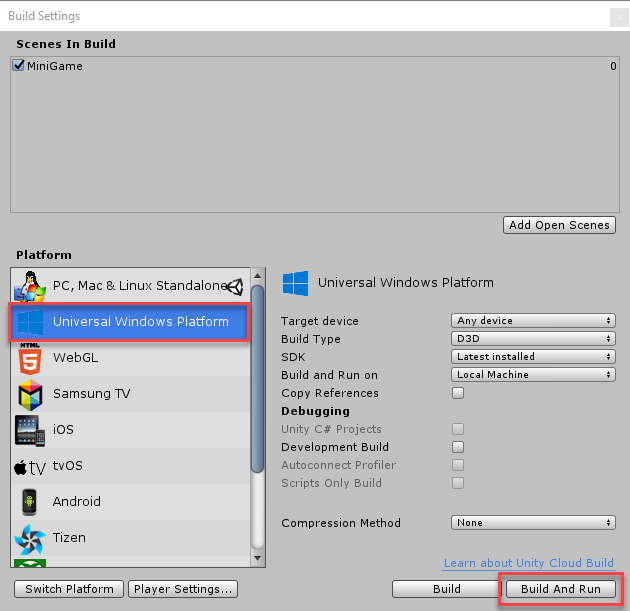 Build Settings
Scenes In Build
MiniGame 0
Add Open Scenes
Platform
PC, Mac & Linux Standalone
Universal Windows Platform
HTML
5
WebGL
Samsung TV
iOS
tv tvOS
Android
Tizen
Universal Windows Platform
Target device Any device
Build Type D3D
SDK Latest installed
Build and Run on Local Machine
Copy References
Debugging
Unity C# Projects
Development Build
Autoconnect Profiler
Scripts Only Build
Compression Method None
Learn about Unity Cloud Build
Switch Platform Player Settings... Build Build And Run